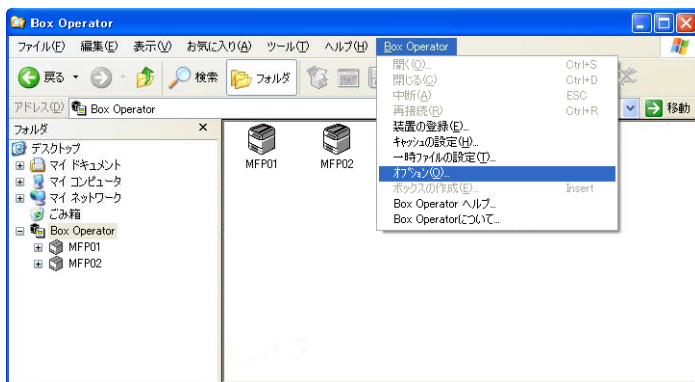 Box Operator
ファイル(F) 編集(E) 表示(V) お気に入り(A) ツール(T) ヘルプ(H) Box Operator
戻る 検索 フォルダ
アドレス(D) Box Operator 移動
フォルダ ×
デスクトップ
マイ ドキュメント
マイ コンピュータ
マイ ネットワーク
ごみ箱
Box Operator
MFP01
MFP02
MFP01 MFP02
開く(O)... Ctrl+S
閉じる(C) Ctrl+D
中断(A) ESC
再接続(R) Ctrl+R
装置の登録(E)...
キャッシュの設定(H)...
一時ファイルの設定(T)...
オプション(O)...
ボックスの作成(E)... Insert
Box Operator ヘルプ...
Box Operatorについて...